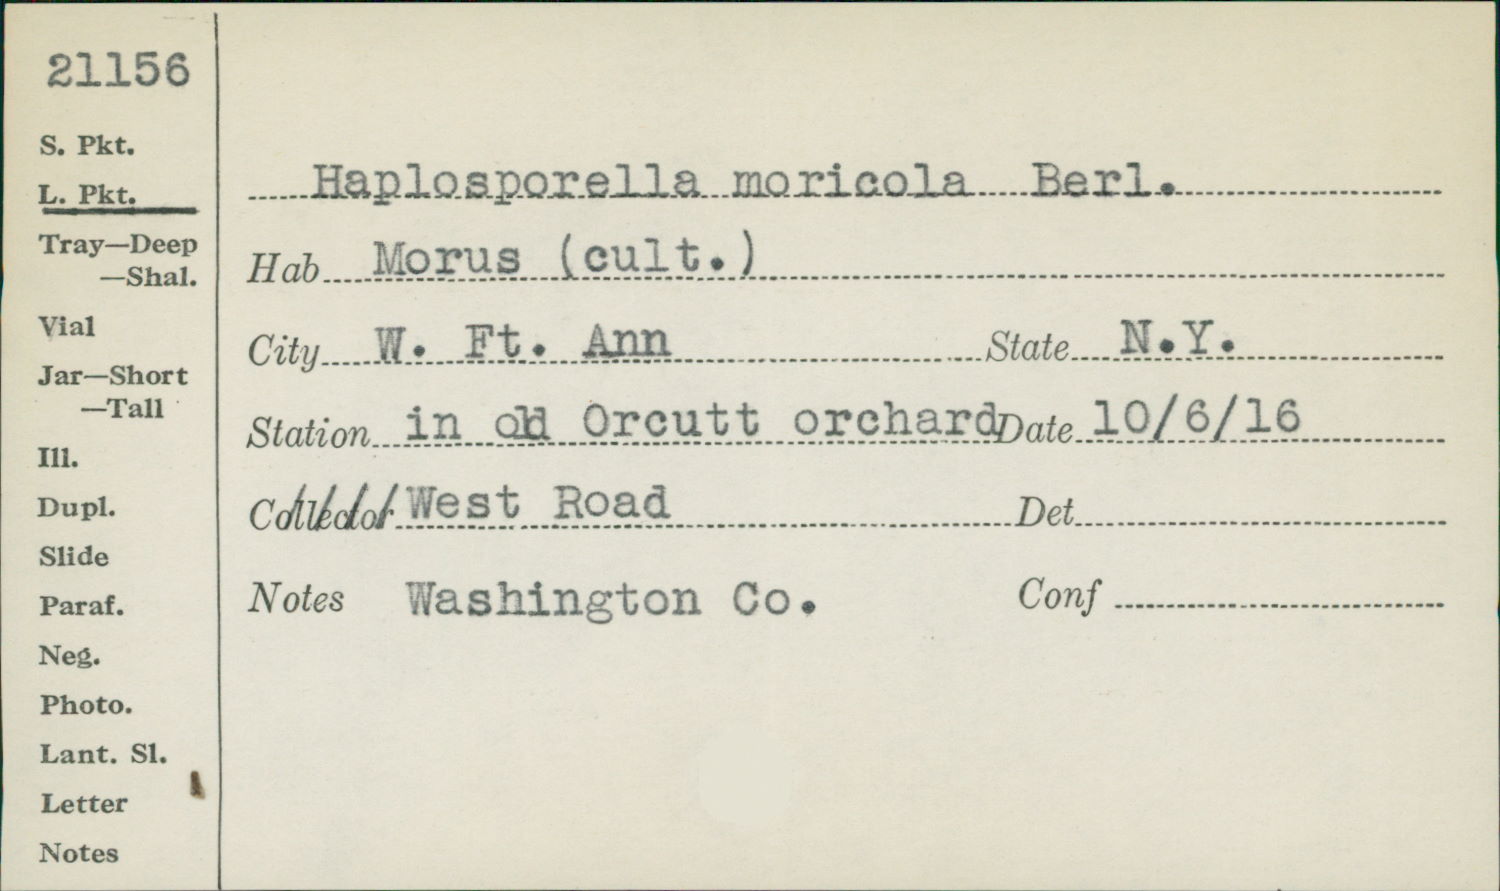 21156
S. Pkt.
L. Pkt.
Tray—Deep
—Shal.
Vial
Jar—Short
—Tall
Ill.
Dupl.
Slide
Paraf.
Neg.
Photo.
Lant. Sl.
Letter
Notes
Haplosporella moricola Berl.
Hab Morus (cult.)
City W. Ft. Ann State N.Y.
Station in old Orcutt orchard Date 10/6/16
Collector West Road Det
Notes Washington Co. Conf